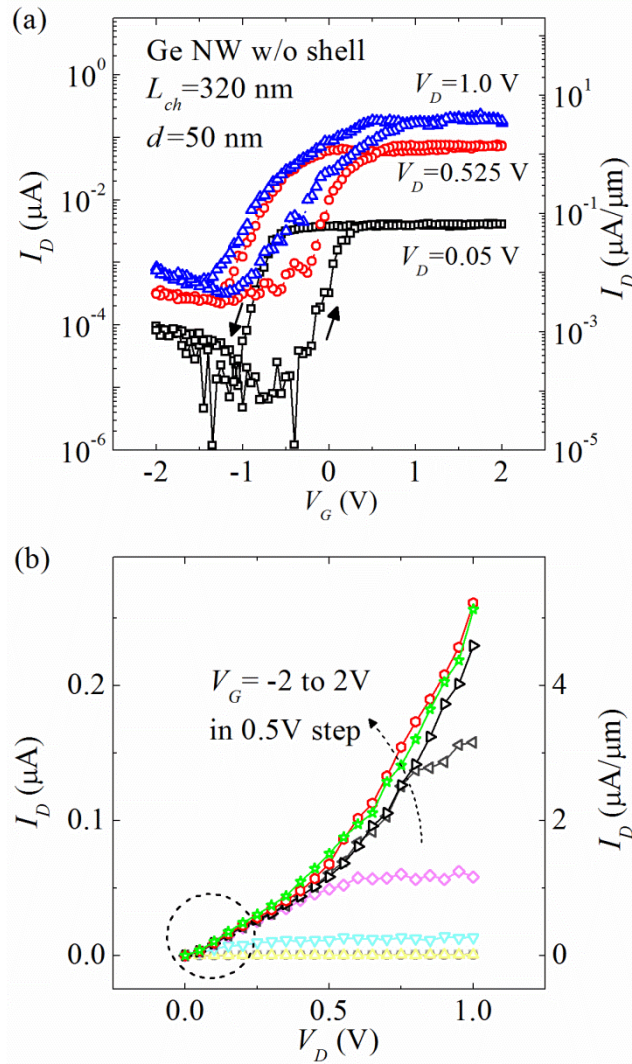 (a)
Ge NW w/o shell
L_ch=320 nm
d=50 nm
V_D=1.0 V
V_D=0.525 V
V_D=0.05 V
I_D (μA)
10^0
10^-2
10^-4
10^-6
I_D (μA/μm)
10^1
10^-1
10^-3
10^-5
-2 -1 0 1 2
V_G (V)
(b)
V_G= -2 to 2V
in 0.5V step
I_D (μA)
0.2
0.1
0.0
I_D (μA/μm)
4
2
0
0.0 0.5 1.0
V_D (V)